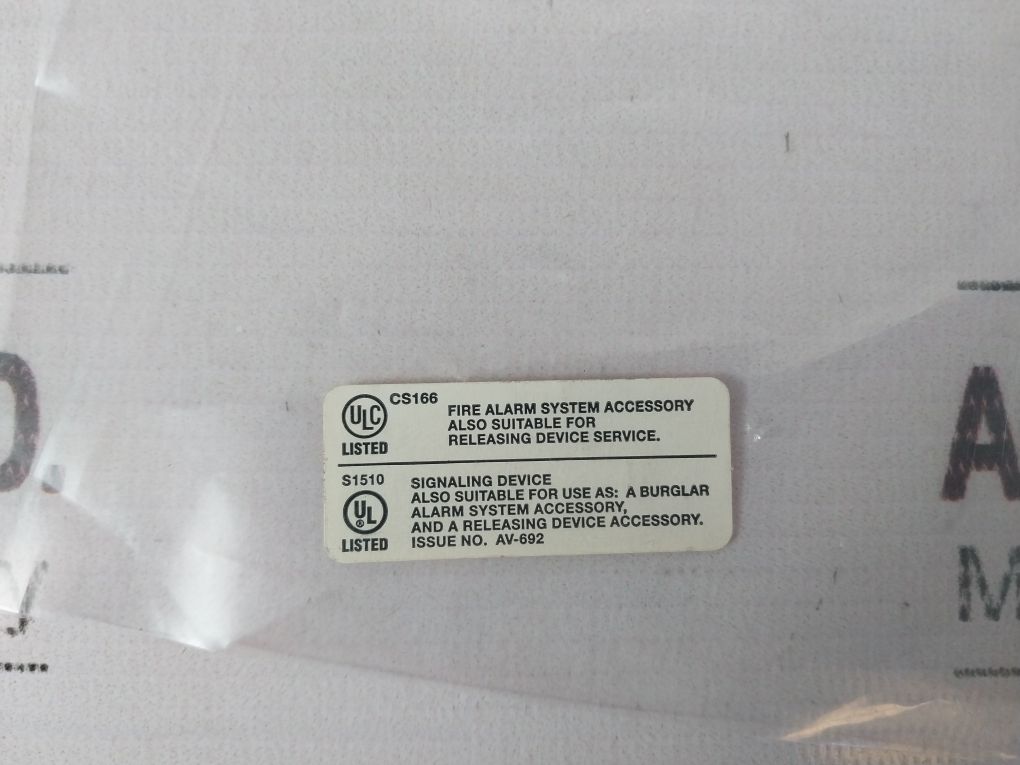 ULC
CS166
LISTED
FIRE ALARM SYSTEM ACCESSORY
ALSO SUITABLE FOR
RELEASING DEVICE SERVICE.
S1510
UL
®
LISTED
SIGNALING DEVICE
ALSO SUITABLE FOR USE AS: A BURGLAR
ALARM SYSTEM ACCESSORY,
AND A RELEASING DEVICE ACCESSORY.
ISSUE NO. AV-692
A
M
y